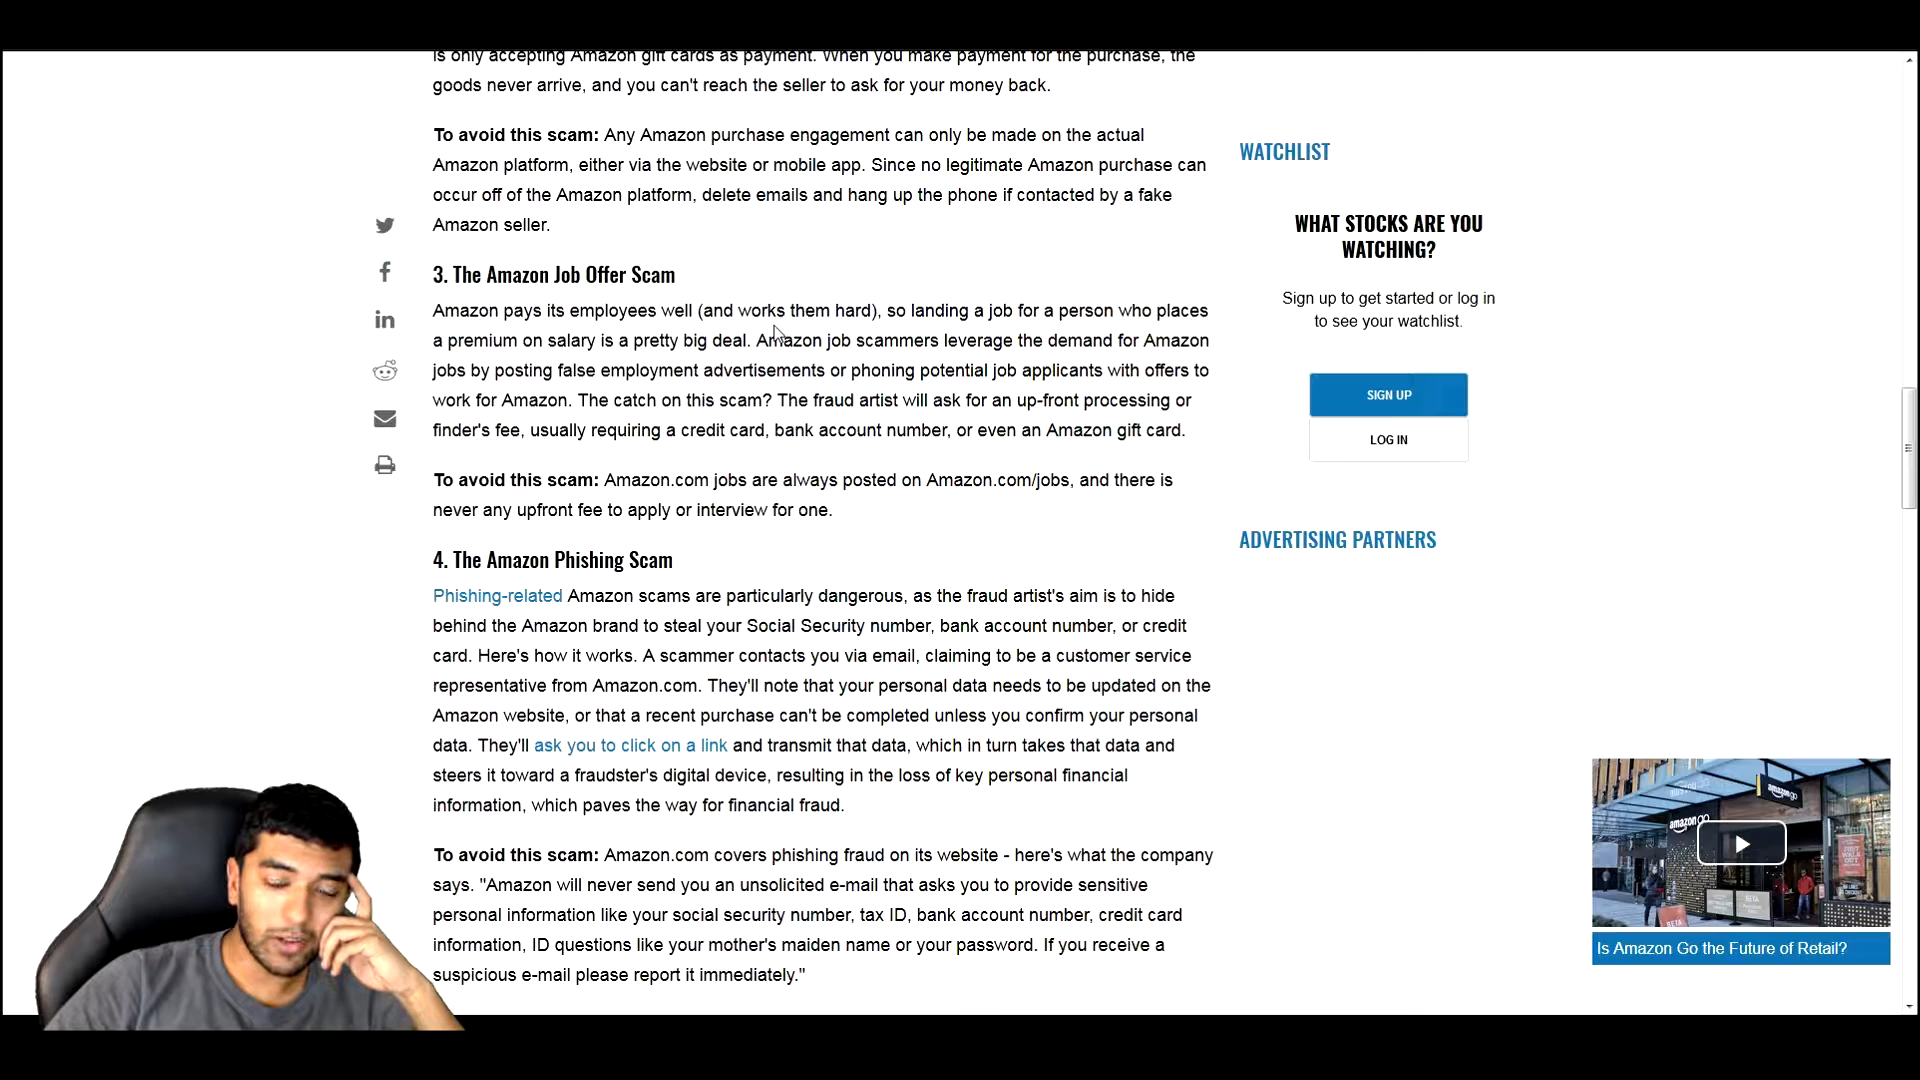 is only accepting Amazon gift cards as payment. When you make payment for the purchase, the
goods never arrive, and you can't reach the seller to ask for your money back.
To avoid this scam: Any Amazon purchase engagement can only be made on the actual
Amazon platform, either via the website or mobile app. Since no legitimate Amazon purchase can
occur off of the Amazon platform, delete emails and hang up the phone if contacted by a fake
Amazon seller.
3. The Amazon Job Offer Scam
Amazon pays its employees well (and works them hard), so landing a job for a person who places
a premium on salary is a pretty big deal. Amazon job scammers leverage the demand for Amazon
jobs by posting false employment advertisements or phoning potential job applicants with offers to
work for Amazon. The catch on this scam? The fraud artist will ask for an up-front processing or
finder's fee, usually requiring a credit card, bank account number, or even an Amazon gift card.
To avoid this scam: Amazon.com jobs are always posted on Amazon.com/jobs, and there is
never any upfront fee to apply or interview for one.
4. The Amazon Phishing Scam
Phishing-related Amazon scams are particularly dangerous, as the fraud artist's aim is to hide
behind the Amazon brand to steal your Social Security number, bank account number, or credit
card. Here's how it works. A scammer contacts you via email, claiming to be a customer service
representative from Amazon.com. They'll note that your personal data needs to be updated on the
Amazon website, or that a recent purchase can't be completed unless you confirm your personal
data. They'll ask you to click on a link and transmit that data, which in turn takes that data and
steers it toward a fraudster's digital device, resulting in the loss of key personal financial
information, which paves the way for financial fraud.
To avoid this scam: Amazon.com covers phishing fraud on its website - here's what the company
says. "Amazon will never send you an unsolicited e-mail that asks you to provide sensitive
personal information like your social security number, tax ID, bank account number, credit card
information, ID questions like your mother's maiden name or your password. If you receive a
suspicious e-mail please report it immediately."
WATCHLIST
WHAT STOCKS ARE YOU
WATCHING?
Sign up to get started or log in
to see your watchlist.
SIGN UP
LOG IN
ADVERTISING PARTNERS
amazon go
amazon go
JUST
WALK
OUT
BETA
BETA
Is Amazon Go the Future of Retail?